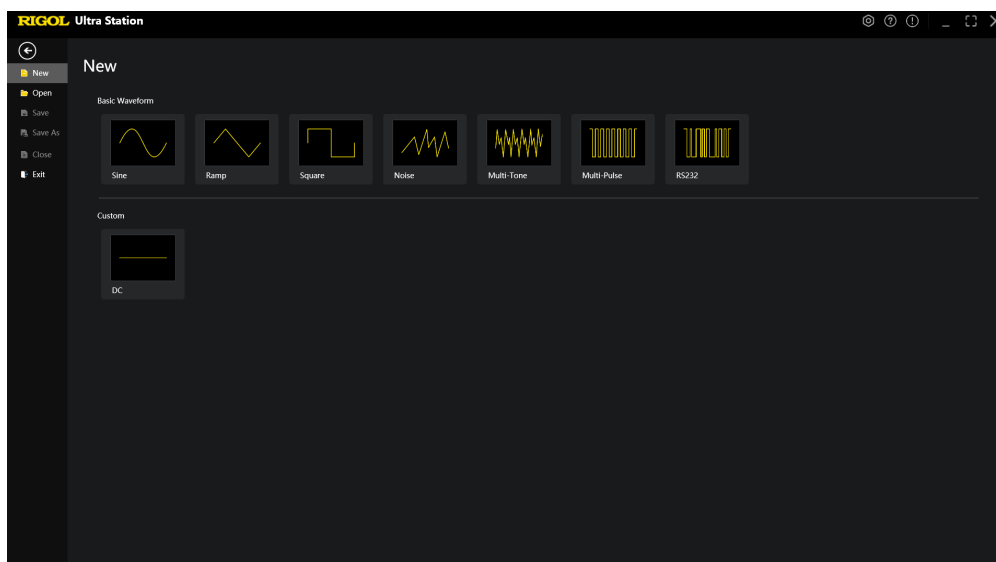 RIGOL Ultra Station
New
Open
Save
Save As
Close
Exit
New
Basic Waveform
Sine
Ramp
Square
Noise
Multi-Tone
Multi-Pulse
RS232
Custom
DC